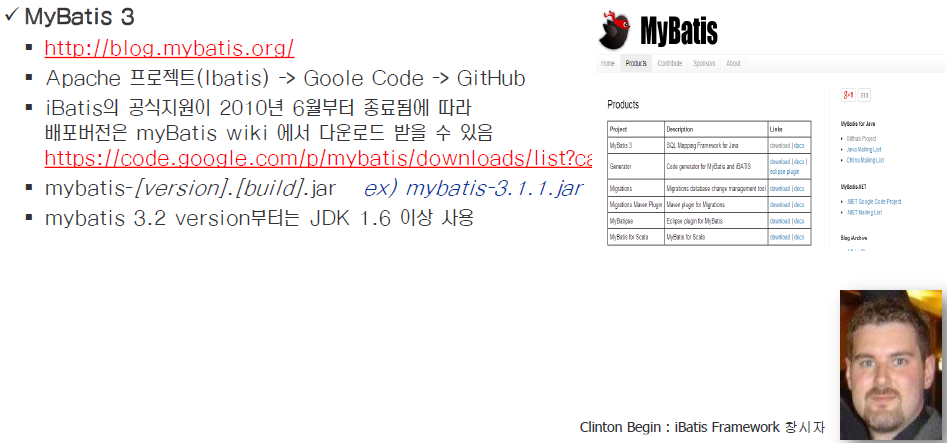 ✓ MyBatis 3
▪ http://blog.mybatis.org/
▪ Apache 프로젝트(Ibatis) -> Goole Code -> GitHub
▪ iBatis의 공식지원이 2010년 6월부터 종료됨에 따라
배포버전은 myBatis wiki 에서 다운로드 받을 수 있음
https://code.google.com/p/mybatis/downloads/list?ca
▪ mybatis-[version].[build].jar ex) mybatis-3.1.1.jar
▪ mybatis 3.2 version부터는 JDK 1.6 이상 사용
MyBatis
Home Products Contribute Sponsors About
Products
Project Description Links
MyBatis 3 SQL Mapping Framework for Java download | docs
Generator Code generator for MyBatis and iBATIS download | docs |
eclipse plugin
Migrations Migrations database change management tool download | docs
Migrations Maven Plugin Maven plugin for Migrations download | docs
MyBatipse Eclipse plugin for MyBatis download | docs
MyBatis for Scala MyBatis for Scala download | docs
g+1 313
MyBatis for Java
Github Project
Java Mailing List
China Mailing List
MyBatis.NET
.NET Google Code Project
.NET Mailing List
Blog Archive
Clinton Begin : iBatis Framework 창시자